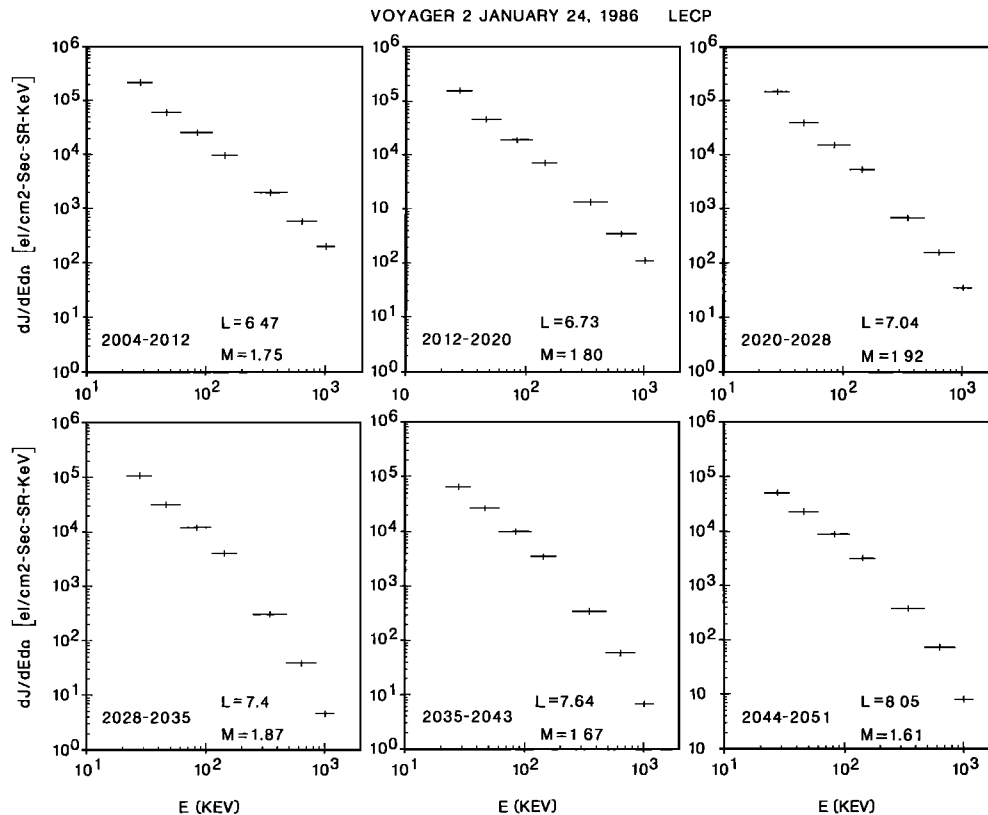 VOYAGER 2 JANUARY 24, 1986 LECP
dJ/dEdΩ [el/cm2-Sec-SR-KeV]
10^6
10^5
10^4
10^3
10^2
10^1
10^0
2004-2012
L=6 47
M=1.75
10^1 10^2 10^3
10^6
10^5
10^4
10
10^2
10^1
10^0
2012-2020
L=6.73
M=1 80
10 10^2 10^3
10^6
10^5
10^4
10^3
10^2
10^1
10^0
2020-2028
L=7.04
M=1 92
10^1 10^2 10^3
dJ/dEdΩ [el/cm2-Sec-SR-KeV]
10^6
10^5
10^4
10^3
10^2
10^1
10^0
2028-2035
L=7.4
M=1.87
10^1 10^2 10^3
E (KEV)
10^6
10^5
10^4
10^3
10^2
10^1
10^0
2035-2043
L=7.64
M=1 67
10^1 10^2 10^3
E (KEV)
10^6
10^5
10^4
10^3
10^2
10^1
10
2044-2051
L=8 05
M=1.61
10^1 10^2 10^3
E (KEV)